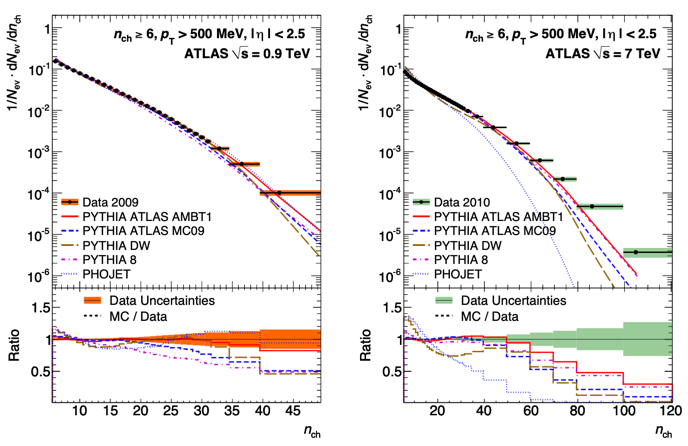 n_ch ≥ 6, p_T > 500 MeV, | η | < 2.5
ATLAS √s = 0.9 TeV
1/N_ev · dN_ev/dn_ch
10^-1
10^-2
10^-3
10^-4
10^-5
10^-6
1
Data 2009
PYTHIA ATLAS AMBT1
PYTHIA ATLAS MC09
PYTHIA DW
PYTHIA 8
PHOJET
Data Uncertainties
MC / Data
Ratio
1.5
1
0.5
10 15 20 25 30 35 40 45
n_ch
n_ch ≥ 6, p_T > 500 MeV, | η | < 2.5
ATLAS √s = 7 TeV
1/N_ev · dN_ev/dn_ch
1
10^-1
10^-2
10^-3
10^-4
10^-5
10^-6
Data 2010
PYTHIA ATLAS AMBT1
PYTHIA ATLAS MC09
PYTHIA DW
PYTHIA 8
PHOJET
Data Uncertainties
MC / Data
Ratio
1.5
1
0.5
20 40 60 80 100 120
n_ch